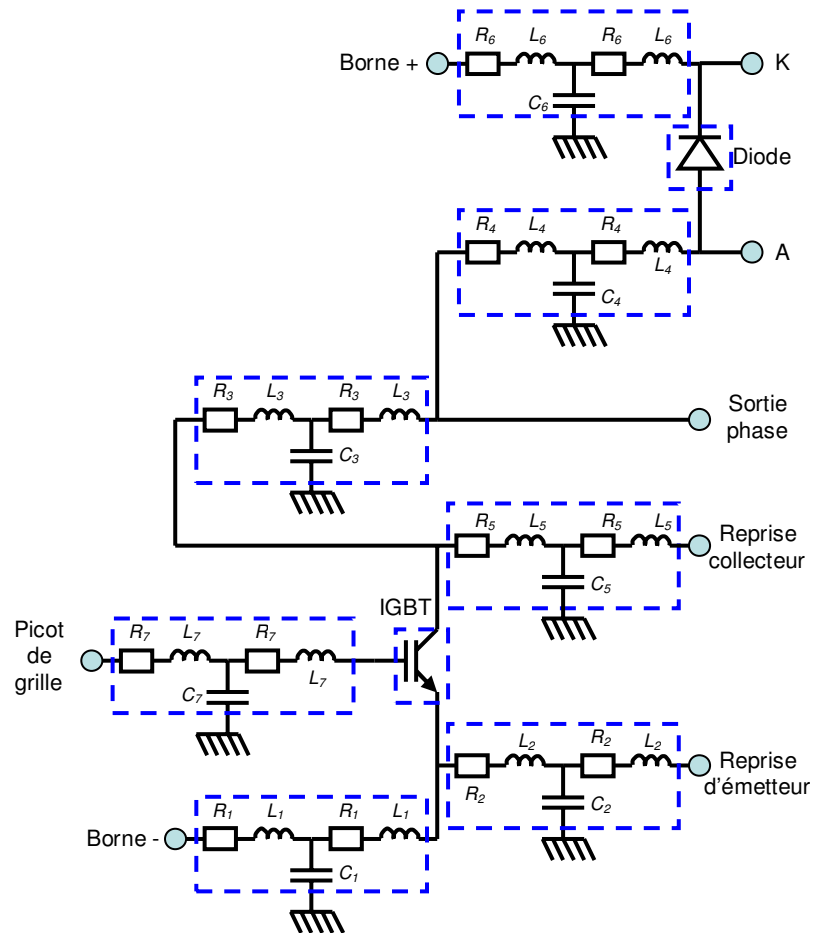 R6 L6 R6 L6
Borne + K
C6
Diode
R4 L4 R4
L4
A
C4
R3 L3 R3 L3
Sortie
phase
C3
R5 L5 R5 L5
Reprise
collecteur
C5
IGBT
Picot
de
grille
R7 L7 R7
L7
C7
L2 R2 L2
R2
Reprise
d'émetteur
C2
R1 L1 R1 L1
Borne -
C1